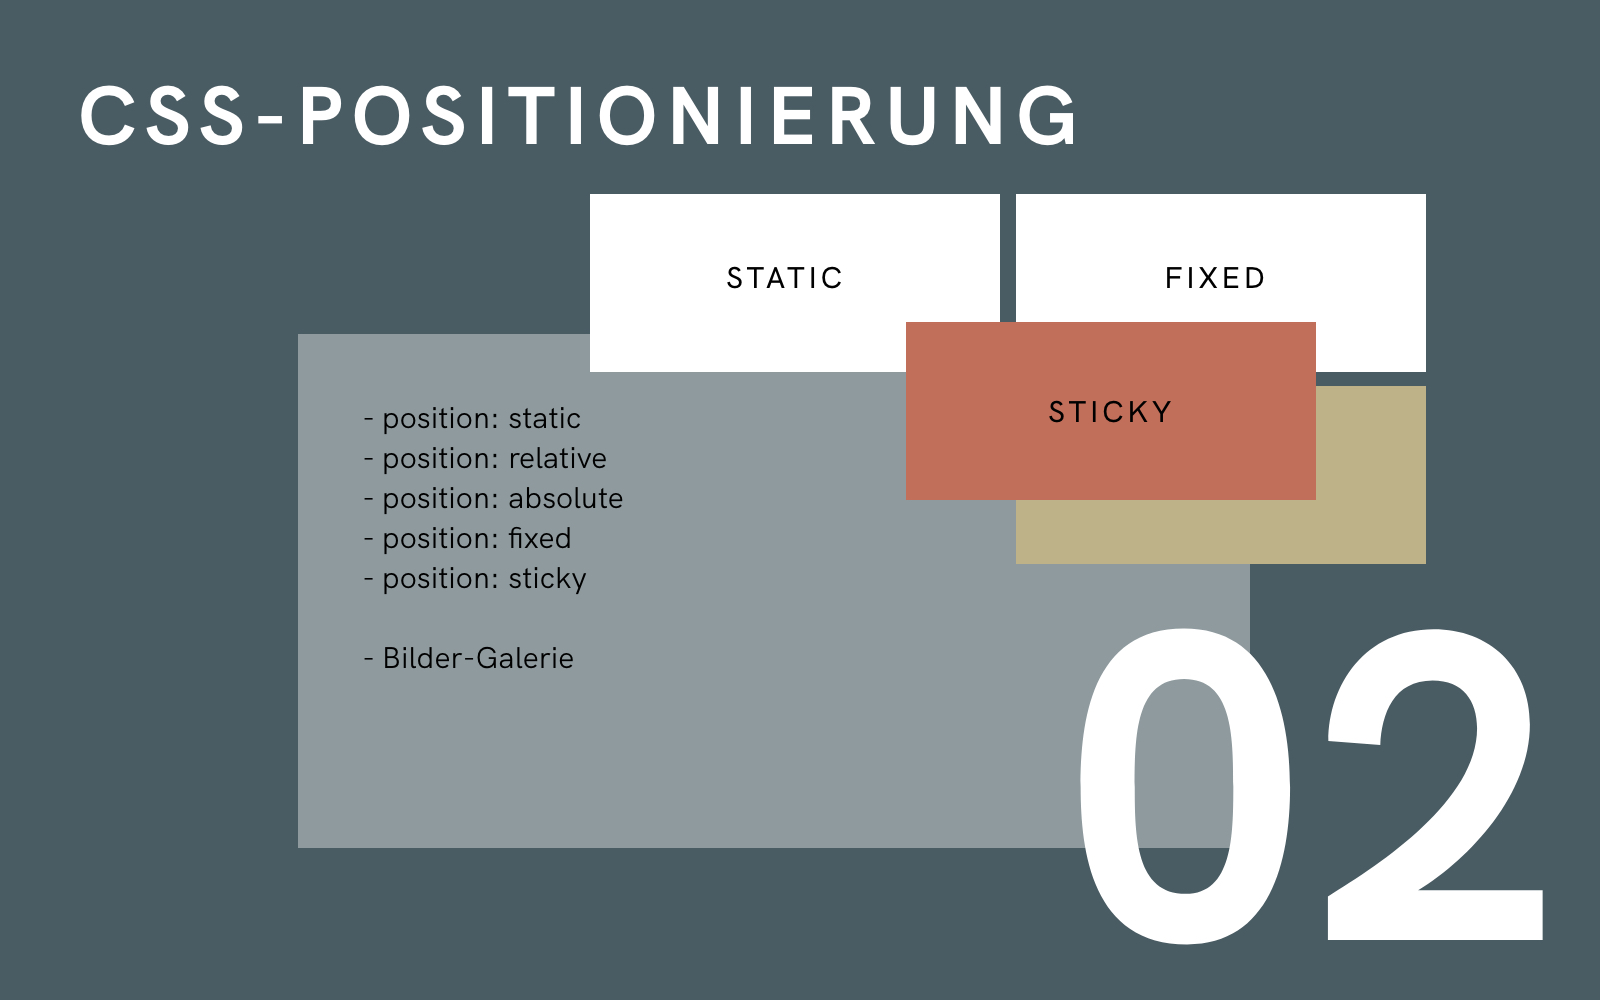 CSS-POSITIONIERUNG
STATIC
FIXED
STICKY
- position: static
- position: relative
- position: absolute
- position: fixed
- position: sticky
- Bilder-Galerie
02